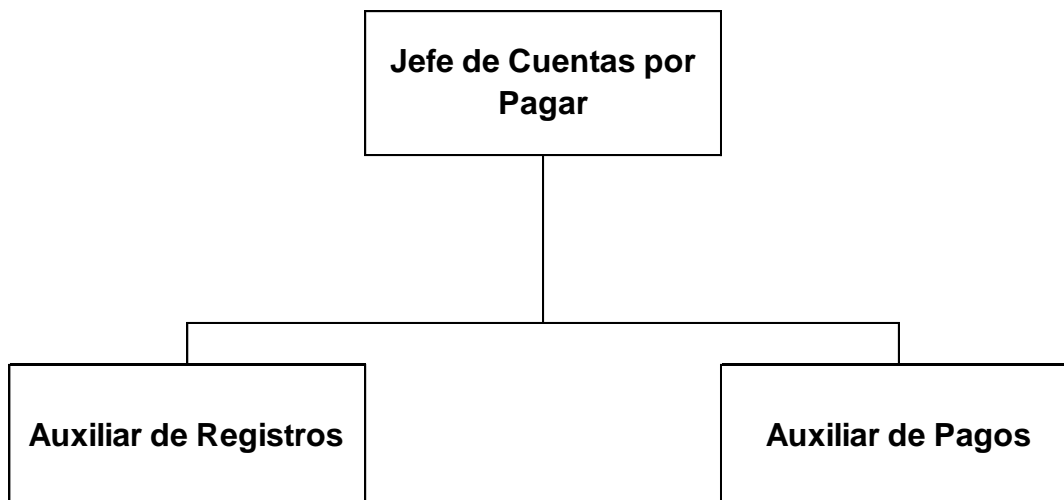 Jefe de Cuentas por
Pagar
Auxiliar de Registros
Auxiliar de Pagos